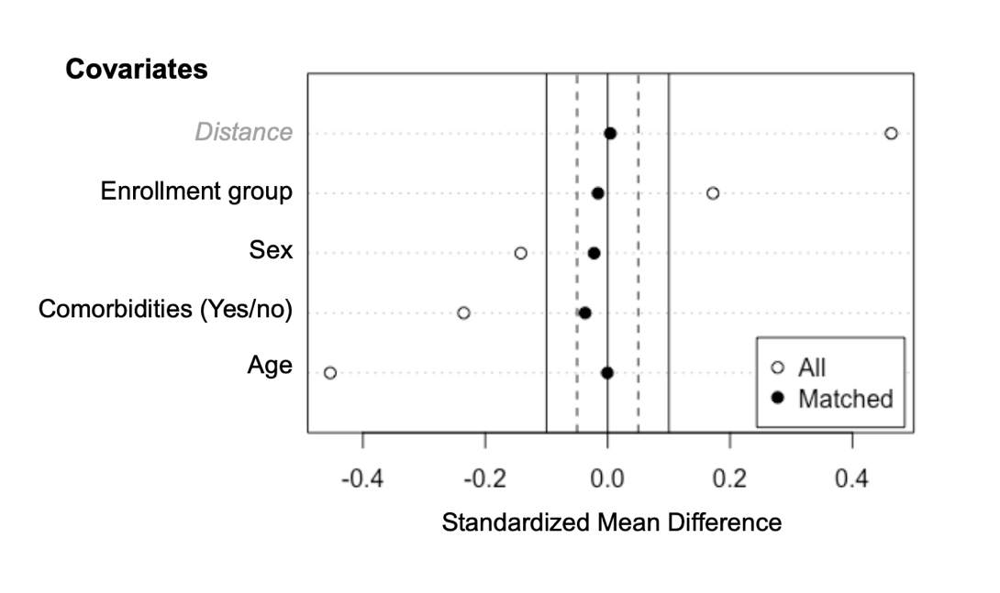 Covariates
Distance
Enrollment group
Sex
Comorbidities (Yes/no)
Age
All
Matched
-0.4 -0.2 0.0 0.2 0.4
Standardized Mean Difference